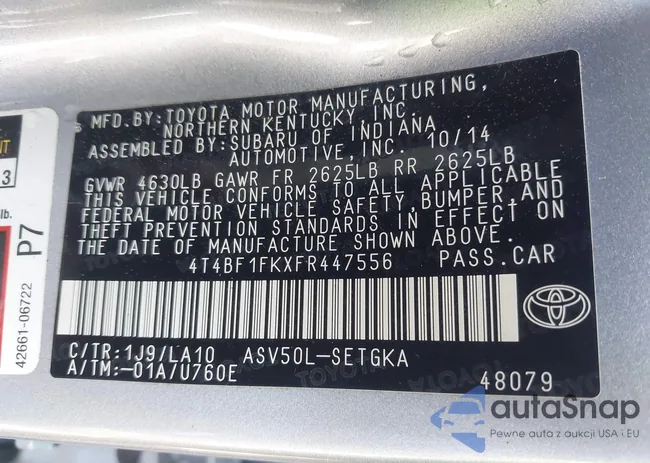 MFD.BY:TOYOTA MOTOR MANUFACTURING,
NORTHERN KENTUCKY, INC.
ASSEMBLED BY:SUBARU OF INDIANA
AUTOMOTIVE, INC. 10/14
GVWR 4630LB GAWR FR 2625LB RR 2625LB
THIS VEHICLE CONFORMS TO ALL APPLICABLE
FEDERAL MOTOR VEHICLE SAFETY, BUMPER, AND
THEFT PREVENTION STANDARDS IN EFFECT ON
THE DATE OF MANUFACTURE SHOWN ABOVE.
4T4BF1FKXFR447556 PASS.CAR
C/TR:1J9/LA10 ASV50L-SETGKA
A/TM:-01A/U760E 48079
3
lb.
P7
42661-06722
autaSnap
Pewne auta z aukcji USA i EU